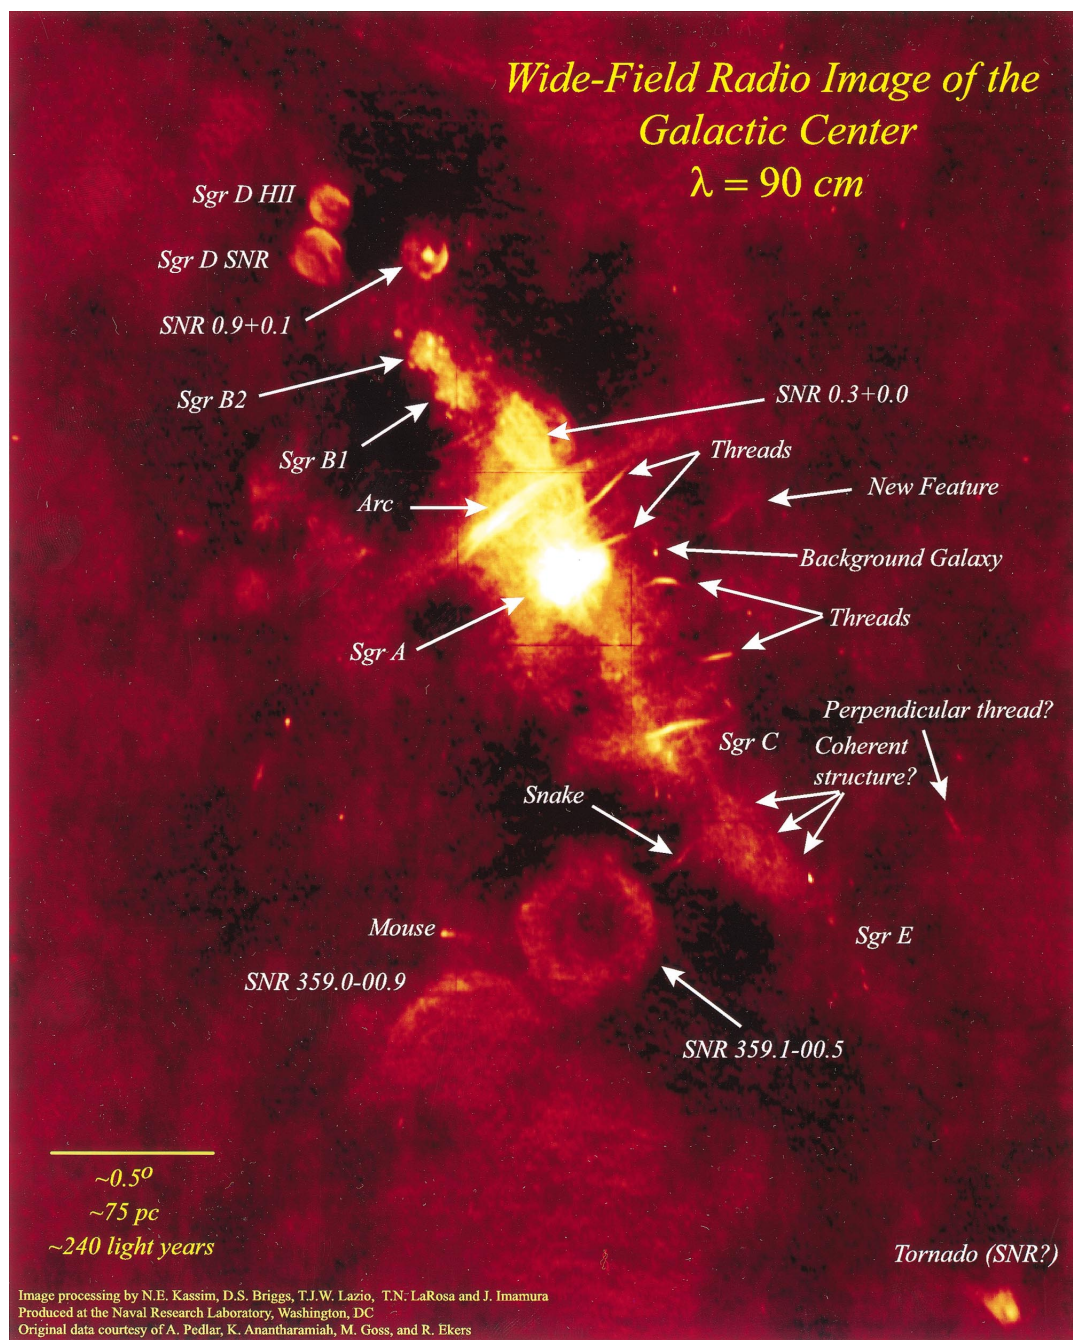 Wide-Field Radio Image of the
Galactic Center
λ = 90 cm
Sgr D HII
Sgr D SNR
SNR 0.9+0.1
Sgr B2
SNR 0.3+0.0
Sgr B1
Threads
New Feature
Arc
Background Galaxy
Threads
Sgr A
Perpendicular thread?
Sgr C
Coherent
structure?
Snake
Mouse
Sgr E
SNR 359.0-00.9
SNR 359.1-00.5
~0.5º
~75 pc
~240 light years
Tornado (SNR?)
Image processing by N.E. Kassim, D.S. Briggs, T.J.W. Lazio, T.N. LaRosa and J. Imamura
Produced at the Naval Research Laboratory, Washington, DC
Original data courtesy of A. Pedlar, K. Anantharamiah, M. Goss, and R. Ekers